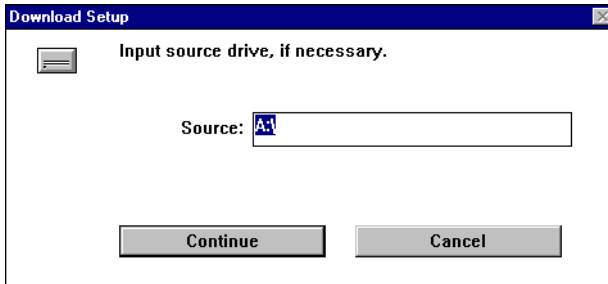 Download Setup
Input source drive, if necessary.
Source: A:\
Continue Cancel